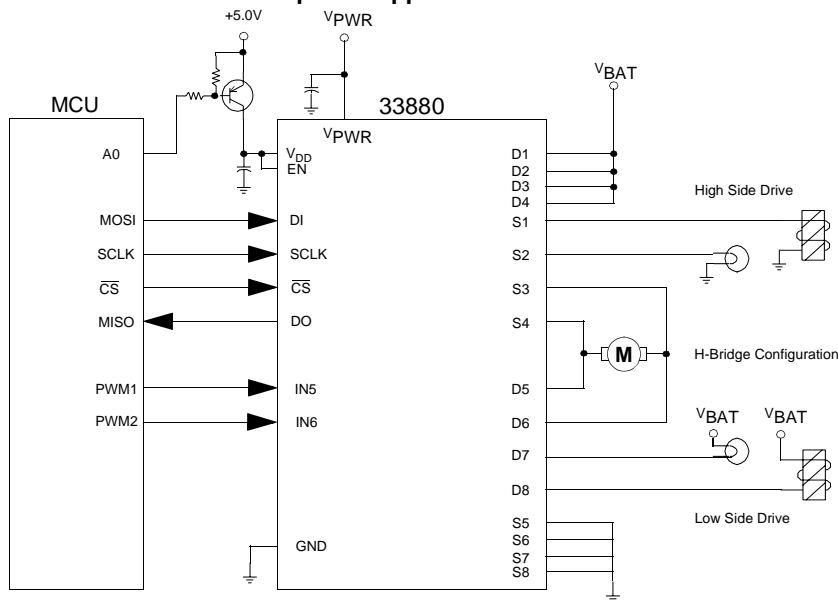 +5.0V
VPWR
VBAT
MCU
33880
VPWR
A0
VDD
EN
D1
D2
D3
D4
High Side Drive
MOSI
DI
S1
SCLK
SCLK
S2
CS
CS
S3
MISO
DO
S4
M
H-Bridge Configuration
PWM1
IN5
D5
PWM2
IN6
D6
VBAT
VBAT
D7
D8
Low Side Drive
S5
S6
GND
S7
S8